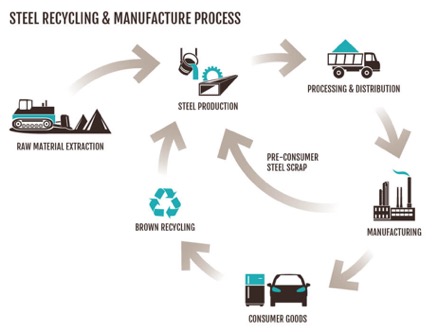 STEEL RECYCLING & MANUFACTURE PROCESS
STEEL PRODUCTION
PROCESSING & DISTRIBUTION
RAW MATERIAL EXTRACTION
PRE-CONSUMER
STEEL SCRAP
BROWN RECYCLING
MANUFACTURING
CONSUMER GOODS